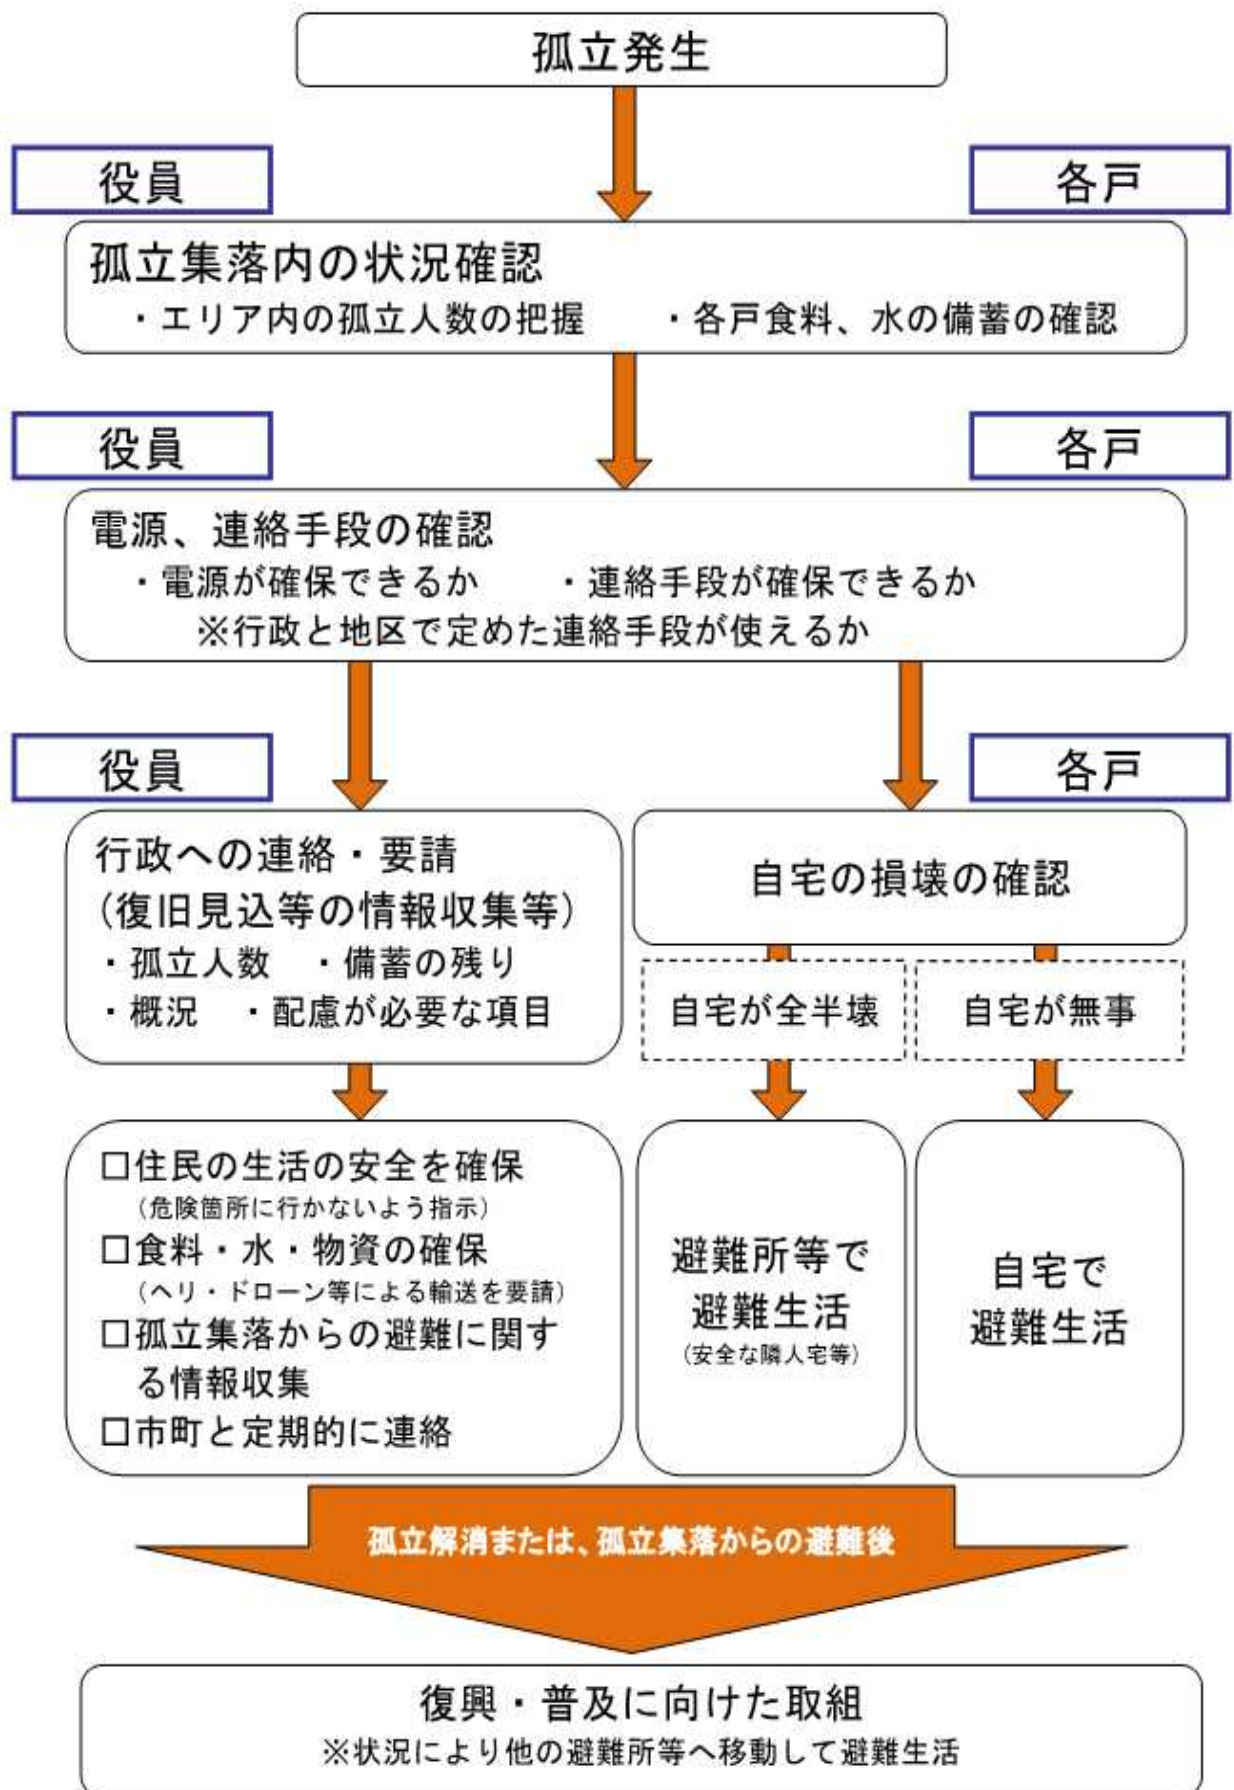 孤立発生
役員
各戸
孤立集落内の状況確認
・エリア内の孤立人数の把握　　・各戸食料、水の備蓄の確認
役員
各戸
電源、連絡手段の確認
・電源が確保できるか　　・連絡手段が確保できるか
※行政と地区で定めた連絡手段が使えるか
役員
各戸
行政への連絡・要請
(復旧見込等の情報収集等)
・孤立人数　・備蓄の残り
・概況　・配慮が必要な項目
自宅の損壊の確認
自宅が全半壊
自宅が無事
□住民の生活の安全を確保
(危険箇所に行かないよう指示)
□食料・水・物資の確保
(ヘリ・ドローン等による輸送を要請)
□孤立集落からの避難に関す
る情報収集
□市町と定期的に連絡
避難所等で
避難生活
(安全な隣人宅等)
自宅で
避難生活
孤立解消または、孤立集落からの避難後
復興・普及に向けた取組
※状況により他の避難所等へ移動して避難生活